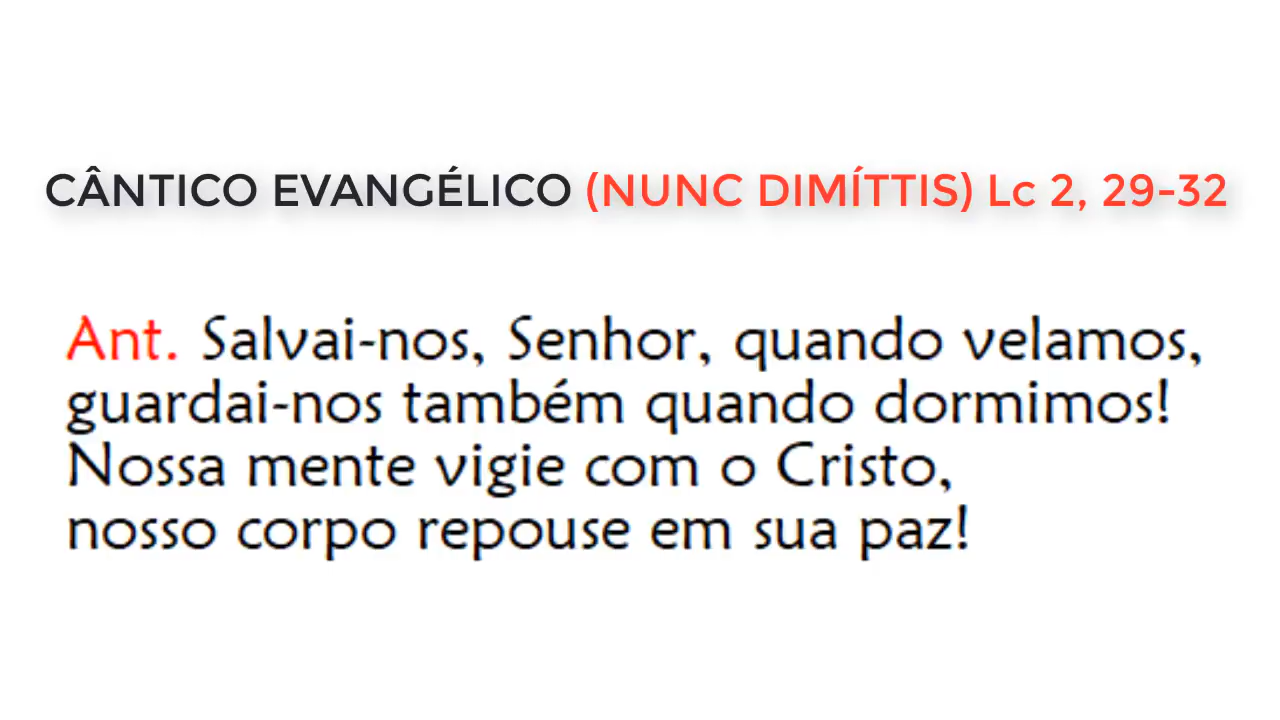 CÂNTICO EVANGÉLICO (NUNC DIMÍTTIS) Lc 2, 29-32
Ant. Salvai-nos, Senhor, quando velamos,
guardai-nos também quando dormimos!
Nossa mente vigie com o Cristo,
nosso corpo repouse em sua paz!